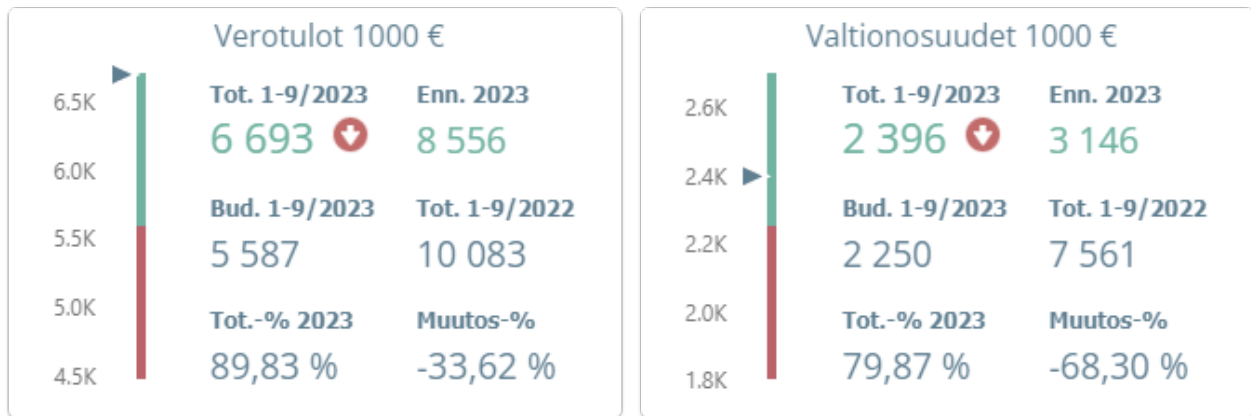 Verotulot 1000 €
6.5K
6.0K
5.5K
5.0K
4.5K
Tot. 1-9/2023 Enn. 2023
6 693 8 556
Bud. 1-9/2023 Tot. 1-9/2022
5 587 10 083
Tot.-% 2023 Muutos-%
89,83 % -33,62 %
Valtionosuudet 1000 €
2.6K
2.4K
2.2K
2.0K
1.8K
Tot. 1-9/2023 Enn. 2023
2 396 3 146
Bud. 1-9/2023 Tot. 1-9/2022
2 250 7 561
Tot.-% 2023 Muutos-%
79,87 % -68,30 %